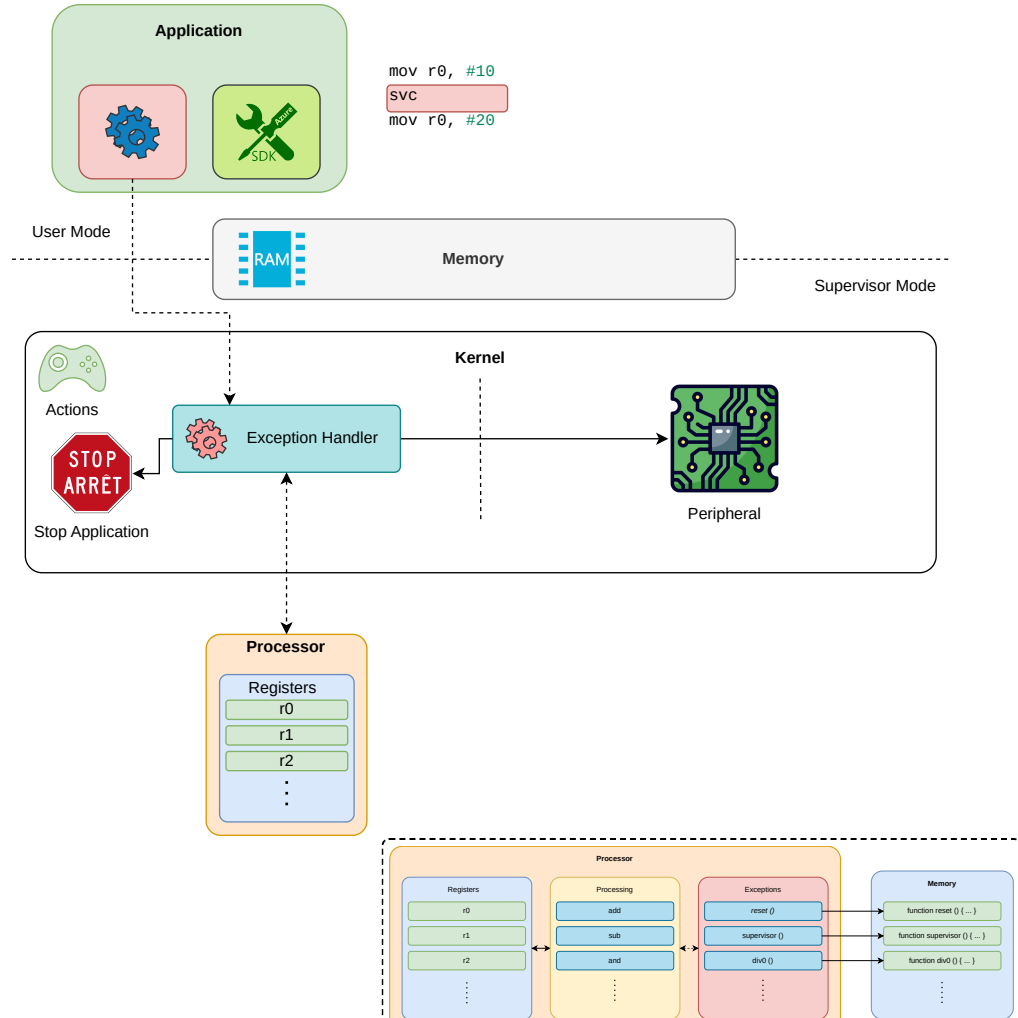 Application
Azure
SDK
mov r0, #10
svc
mov r0, #20
User Mode
RAM
Memory
Supervisor Mode
Kernel
Actions
Exception Handler
STOP
ARRÊT
Stop Application
Peripheral
Processor
Registers
r0
r1
r2
Processor
Registers
r0
r1
r2
Processing
add
sub
and
Exceptions
reset ()
supervisor ()
div0 ()
Memory
function reset () { ... }
function supervisor () { ... }
function div0 () { ... }